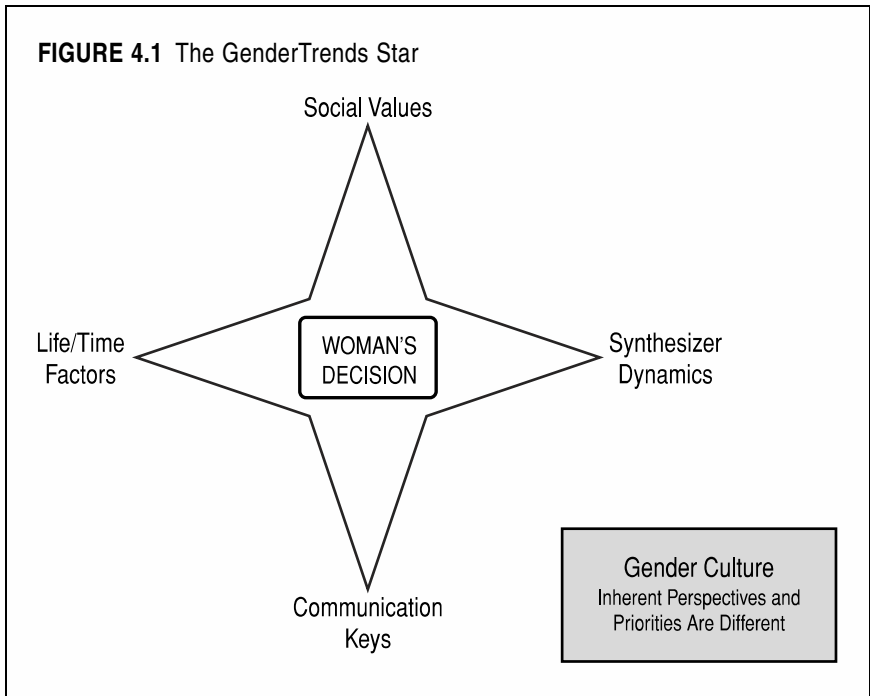 FIGURE 4.1 The GenderTrends Star
Social Values
Life/Time
Factors
WOMAN'S
DECISION
Synthesizer
Dynamics
Communication
Keys
Gender Culture
Inherent Perspectives and
Priorities Are Different